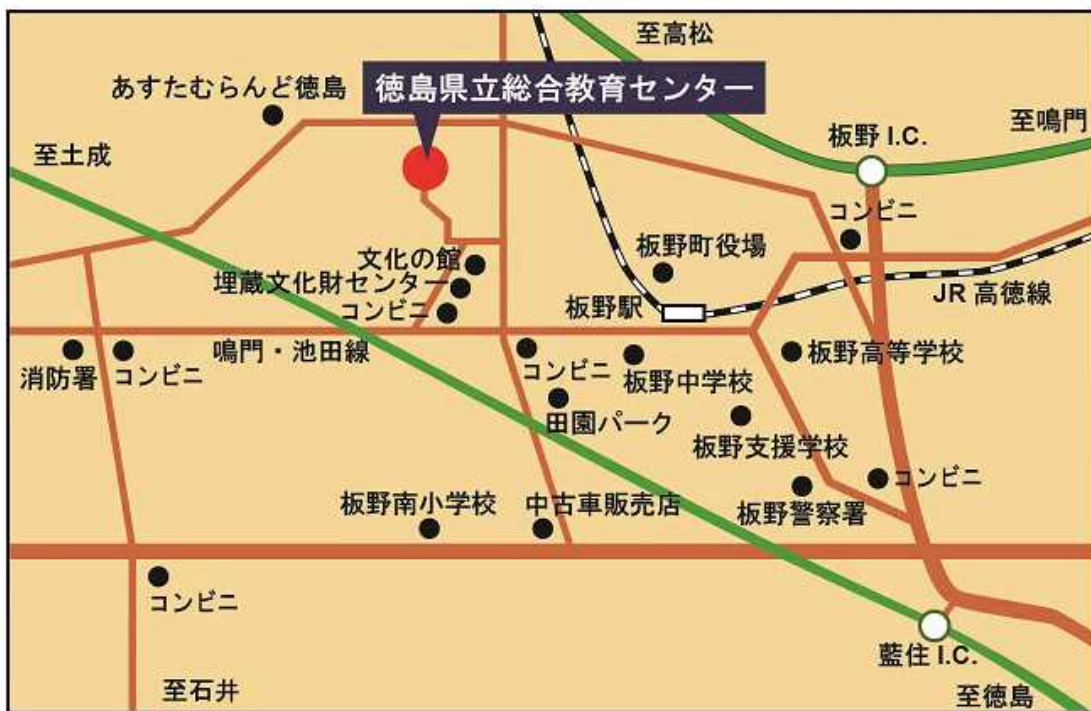 至高松
徳島県立総合教育センター
あすたむらんど徳島
至鳴門
板野 I.C.
至土成
コンビニ
板野町役場
文化の館
埋蔵文化財センター
コンビニ
板野駅
JR 高徳線
鳴門・池田線
消防署
コンビニ
コンビニ
板野中学校
板野高等学校
田園パーク
板野支援学校
コンビニ
板野南小学校
中古車販売店
板野警察署
コンビニ
藍住 I.C.
至石井
至徳島